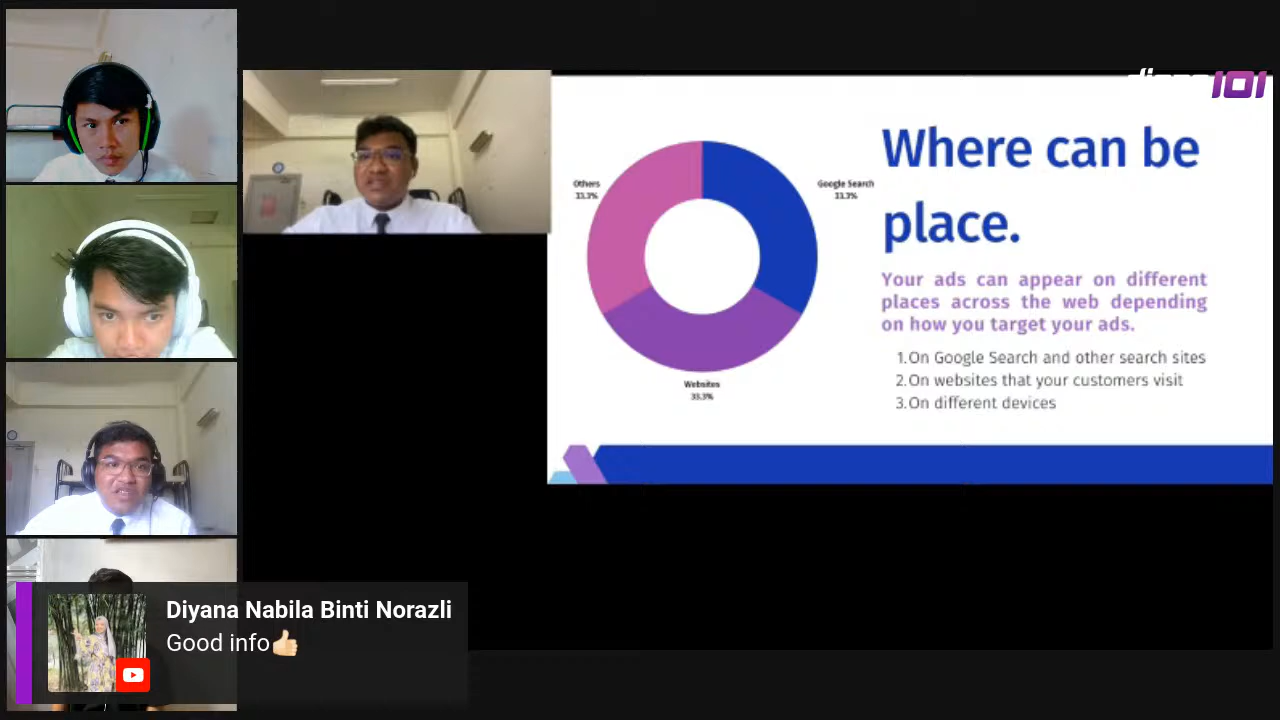 101
Where can be
place.
Your ads can appear on different
places across the web depending
on how you target your ads.
1.On Google Search and other search sites
2.On websites that your customers visit
3.On different devices
Others
33.3%
Google Search
33.3%
Websites
33.3%
Diyana Nabila Binti Norazli
Good info👍🏼